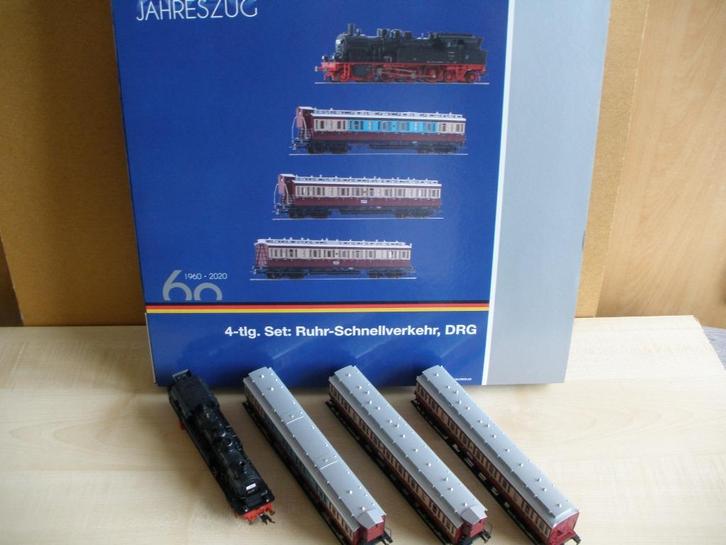 JAHRESZUG
1960 - 2020
60
4-tlg. Set: Ruhr-Schnellverkehr, DRG